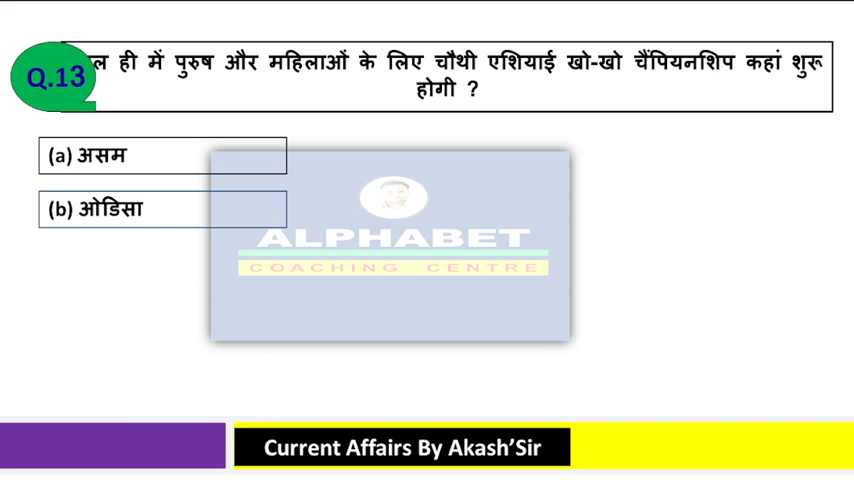 Q.13
ही में पुरुष और महिलाओं के लिए चौथी एशियाई खो-खो चैंपियनशिप कहां शुरू
होगी ?
(a) असम
(b) ओडिसा
ALPHABET
COACHING CENTRE
Current Affairs By Akash'Sir